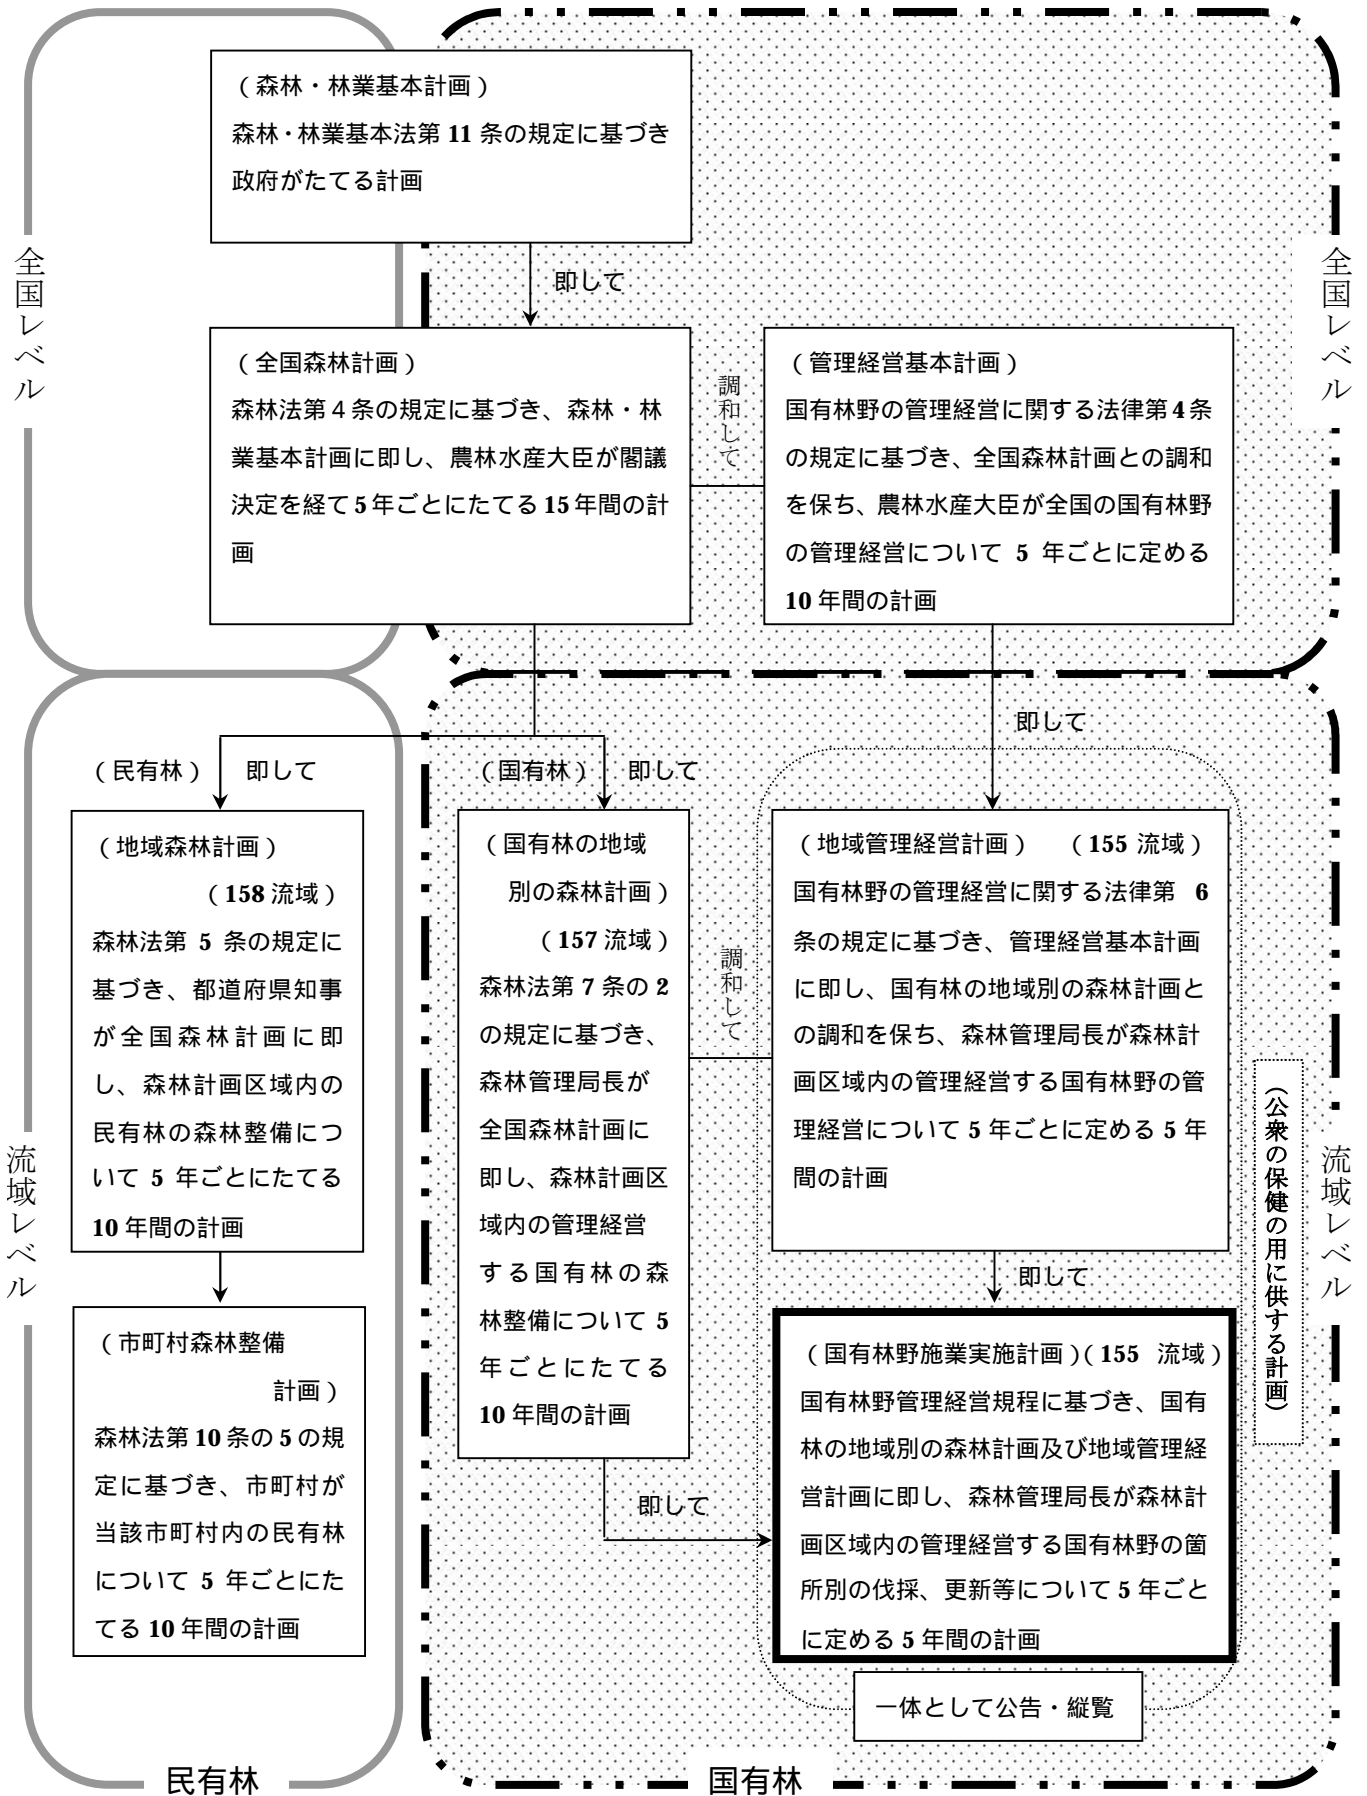 （森林・林業基本計画）
森林・林業基本法第 11 条の規定に基づき
政府がたてる計画
全国レベル
全国レベル
即して
（全国森林計画）
森林法第４条の規定に基づき、森林・林
業基本計画に即し、農林水産大臣が閣議
決定を経て 5 年ごとにたてる 15 年間の計
画
調和して
（管理経営基本計画）
国有林野の管理経営に関する法律第 4 条
の規定に基づき、全国森林計画との調和
を保ち、農林水産大臣が全国の国有林野
の管理経営について 5 年ごとに定める
10 年間の計画
即して
（民有林） 即して
（国有林） 即して
（地域森林計画）
（158 流域）
森林法第 5 条の規定に
基づき、都道府県知事
が全国森林計画に即
し、森林計画区域内の
民有林の森林整備につ
いて 5 年ごとにたてる
10 年間の計画
（国有林の地域
別の森林計画）
（157 流域）
森林法第 7 条の 2
の規定に基づき、
森林管理局長が
全国森林計画に
即し、森林計画区
域内の管理経営
する国有林の森
林整備について 5
年ごとにたてる
10 年間の計画
調和して
（地域管理経営計画） （155 流域）
国有林野の管理経営に関する法律第 6
条の規定に基づき、管理経営基本計画
に即し、国有林の地域別の森林計画と
の調和を保ち、森林管理局長が森林計
画区域内の管理経営する国有林野の管
理経営について 5 年ごとに定める 5 年
間の計画
（公衆の保健の用に供する計画）
流域レベル
流域レベル
即して
（市町村森林整備
計画）
森林法第 10 条の 5 の規
定に基づき、市町村が
当該市町村内の民有林
について 5 年ごとにた
てる 10 年間の計画
即して
（国有林野施業実施計画）（155 流域）
国有林野管理経営規程に基づき、国有
林の地域別の森林計画及び地域管理経
営計画に即し、森林管理局長が森林計
画区域内の管理経営する国有林野の箇
所別の伐採、更新等について 5 年ごと
に定める 5 年間の計画
一体として公告・縦覧
民有林
国有林